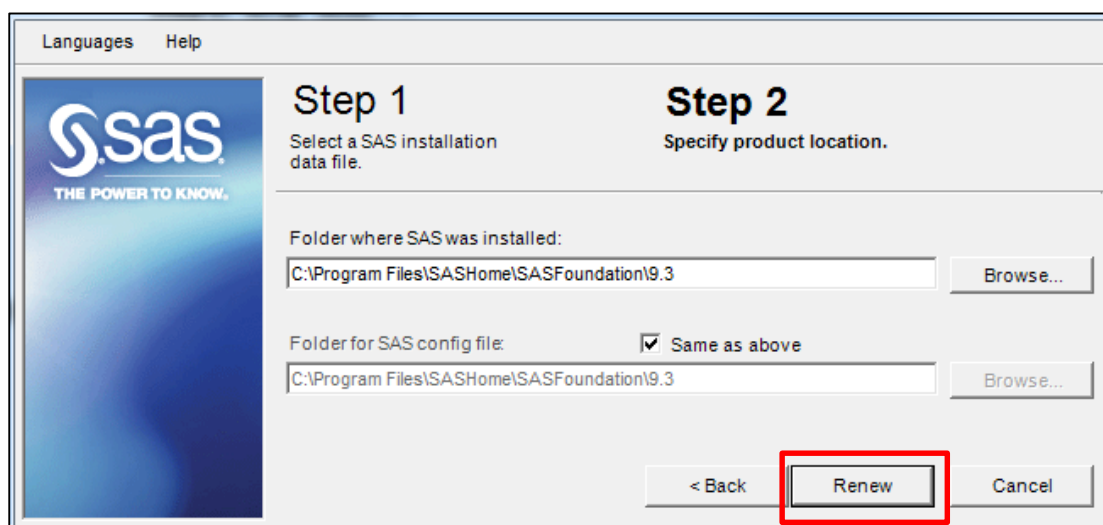 Languages Help
sas
THE POWER TO KNOW.
Step 1
Select a SAS installation
data file.
Step 2
Specify product location.
Folder where SAS was installed:
C:\Program Files\SASHome\SASFoundation\9.3
Browse...
Folder for SAS config file:
Same as above
C:\Program Files\SASHome\SASFoundation\9.3
Browse...
< Back
Renew
Cancel